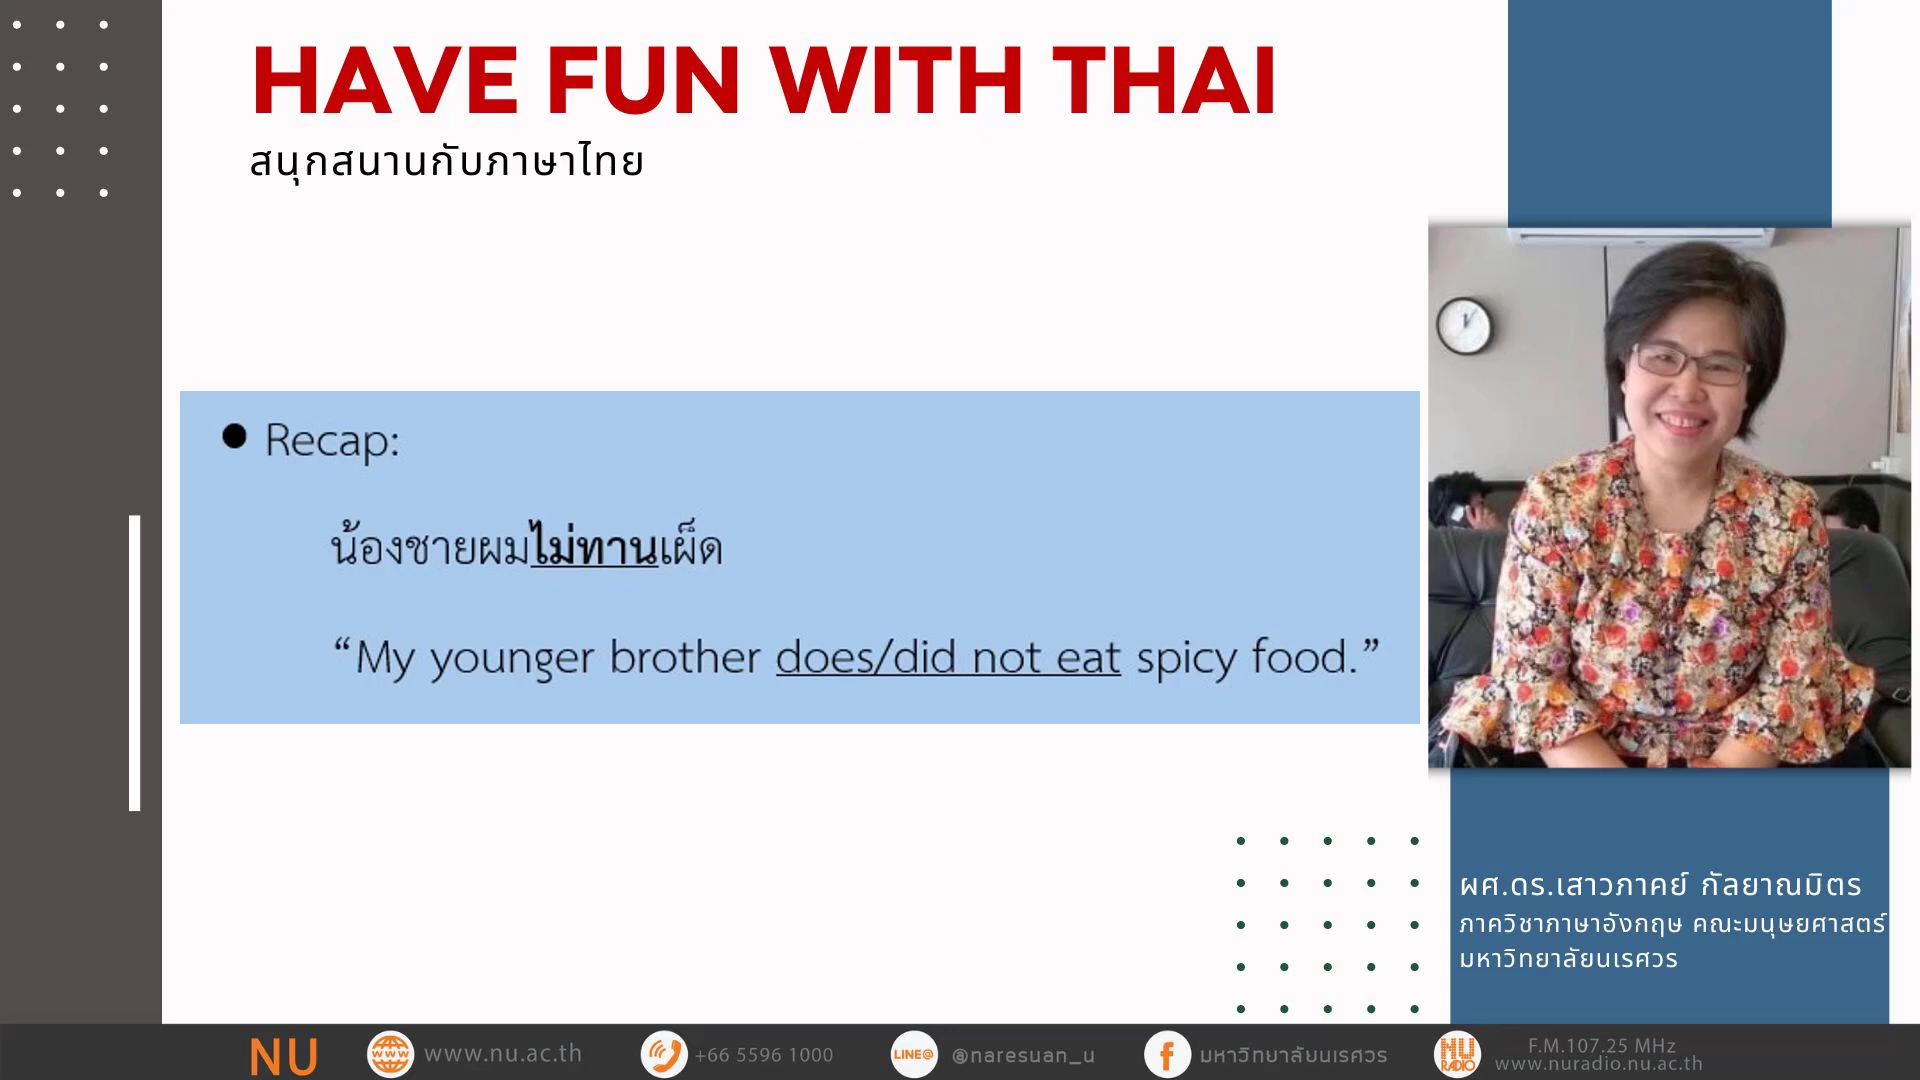 HAVE FUN WITH THAI
สนุกสนานกับภาษาไทย
● Recap:
น้องชายผมไม่ทานเผ็ด
“My younger brother does/did not eat spicy food.”
ผศ.ดร.เสาวภาคย์ กัลยาณมิตร
ภาควิชาภาษาอังกฤษ คณะมนุษยศาสตร์
มหาวิทยาลัยนเรศวร
NU
www
www.nu.ac.th
+66 5596 1000
LINE@
@naresuan_u
f
มหาวิทยาลัยนเรศวร
NU
RADIO
F.M.107.25 MHz
www.nuradio.nu.ac.th